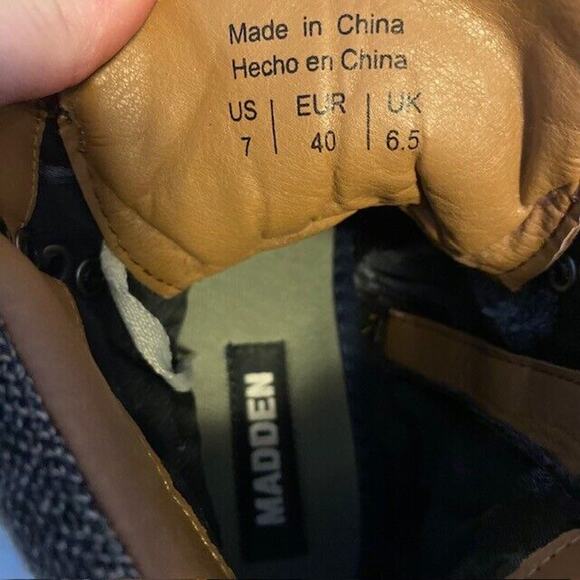 Made in China
Hecho en China
US | EUR | UK
7 | 40 | 6.5
MADDEN